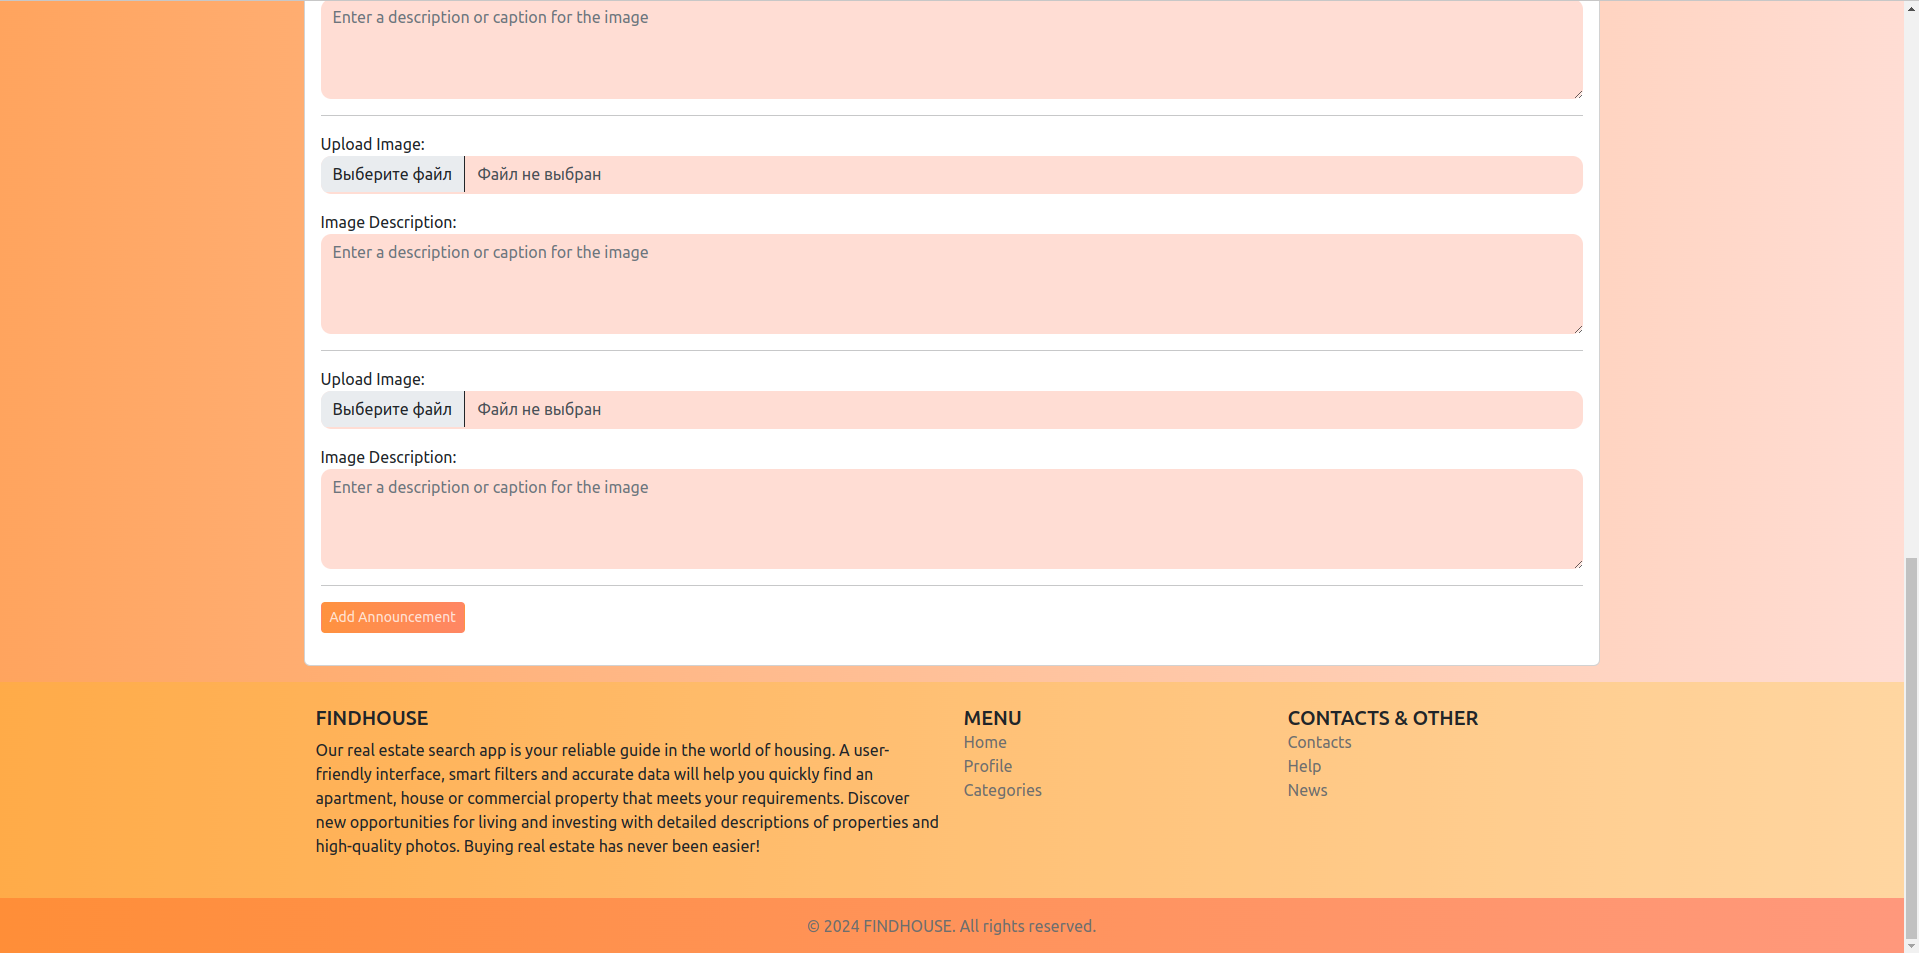 Enter a description or caption for the image
Upload Image:
Выберите файл Файл не выбран
Image Description:
Enter a description or caption for the image
Upload Image:
Выберите файл Файл не выбран
Image Description:
Enter a description or caption for the image
Add Announcement
FINDHOUSE
Our real estate search app is your reliable guide in the world of housing. A user-
friendly interface, smart filters and accurate data will help you quickly find an
apartment, house or commercial property that meets your requirements. Discover
new opportunities for living and investing with detailed descriptions of properties and
high-quality photos. Buying real estate has never been easier!
MENU
Home
Profile
Categories
CONTACTS & OTHER
Contacts
Help
News
© 2024 FINDHOUSE. All rights reserved.